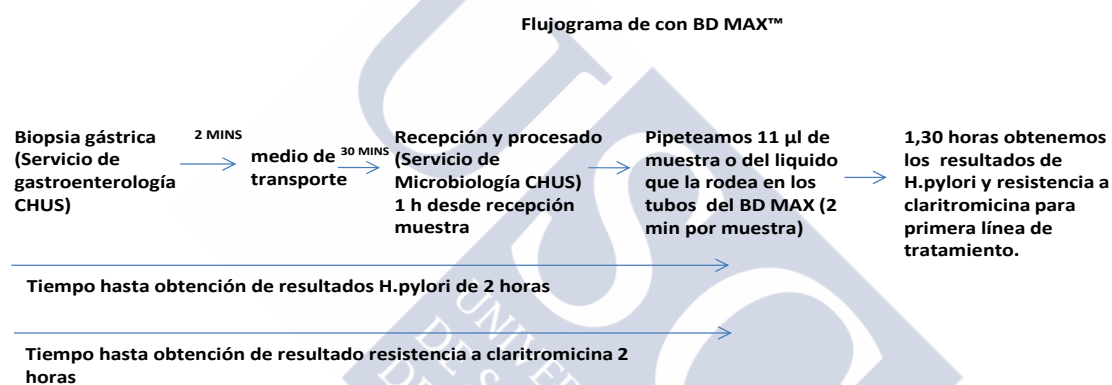 Flujograma de con BD MAX™
Biopsia gástrica
(Servicio de
gastroenterología
CHUS)
2 MINS
medio de
transporte
30 MINS
Recepción y procesado
(Servicio de
Microbiología CHUS)
1 h desde recepción
muestra
Pipeteamos 11 µl de
muestra o del liquido
que la rodea en los
tubos del BD MAX (2
min por muestra)
1,30 horas obtenemos
los resultados de
H.pylori y resistencia a
claritromicina para
primera línea de
tratamiento.
Tiempo hasta obtención de resultados H.pylori de 2 horas
Tiempo hasta obtención de resultado resistencia a claritromicina 2
horas
USC